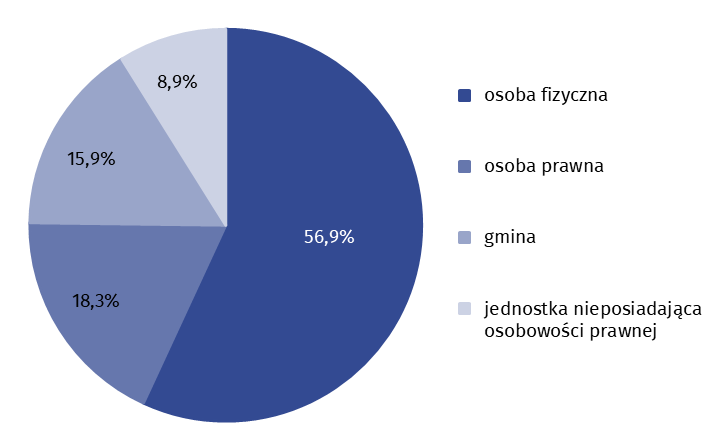 8,9%
15,9%
56,9%
18,3%
osoba fizyczna
osoba prawna
gmina
jednostka nieposiadająca
osobowości prawnej